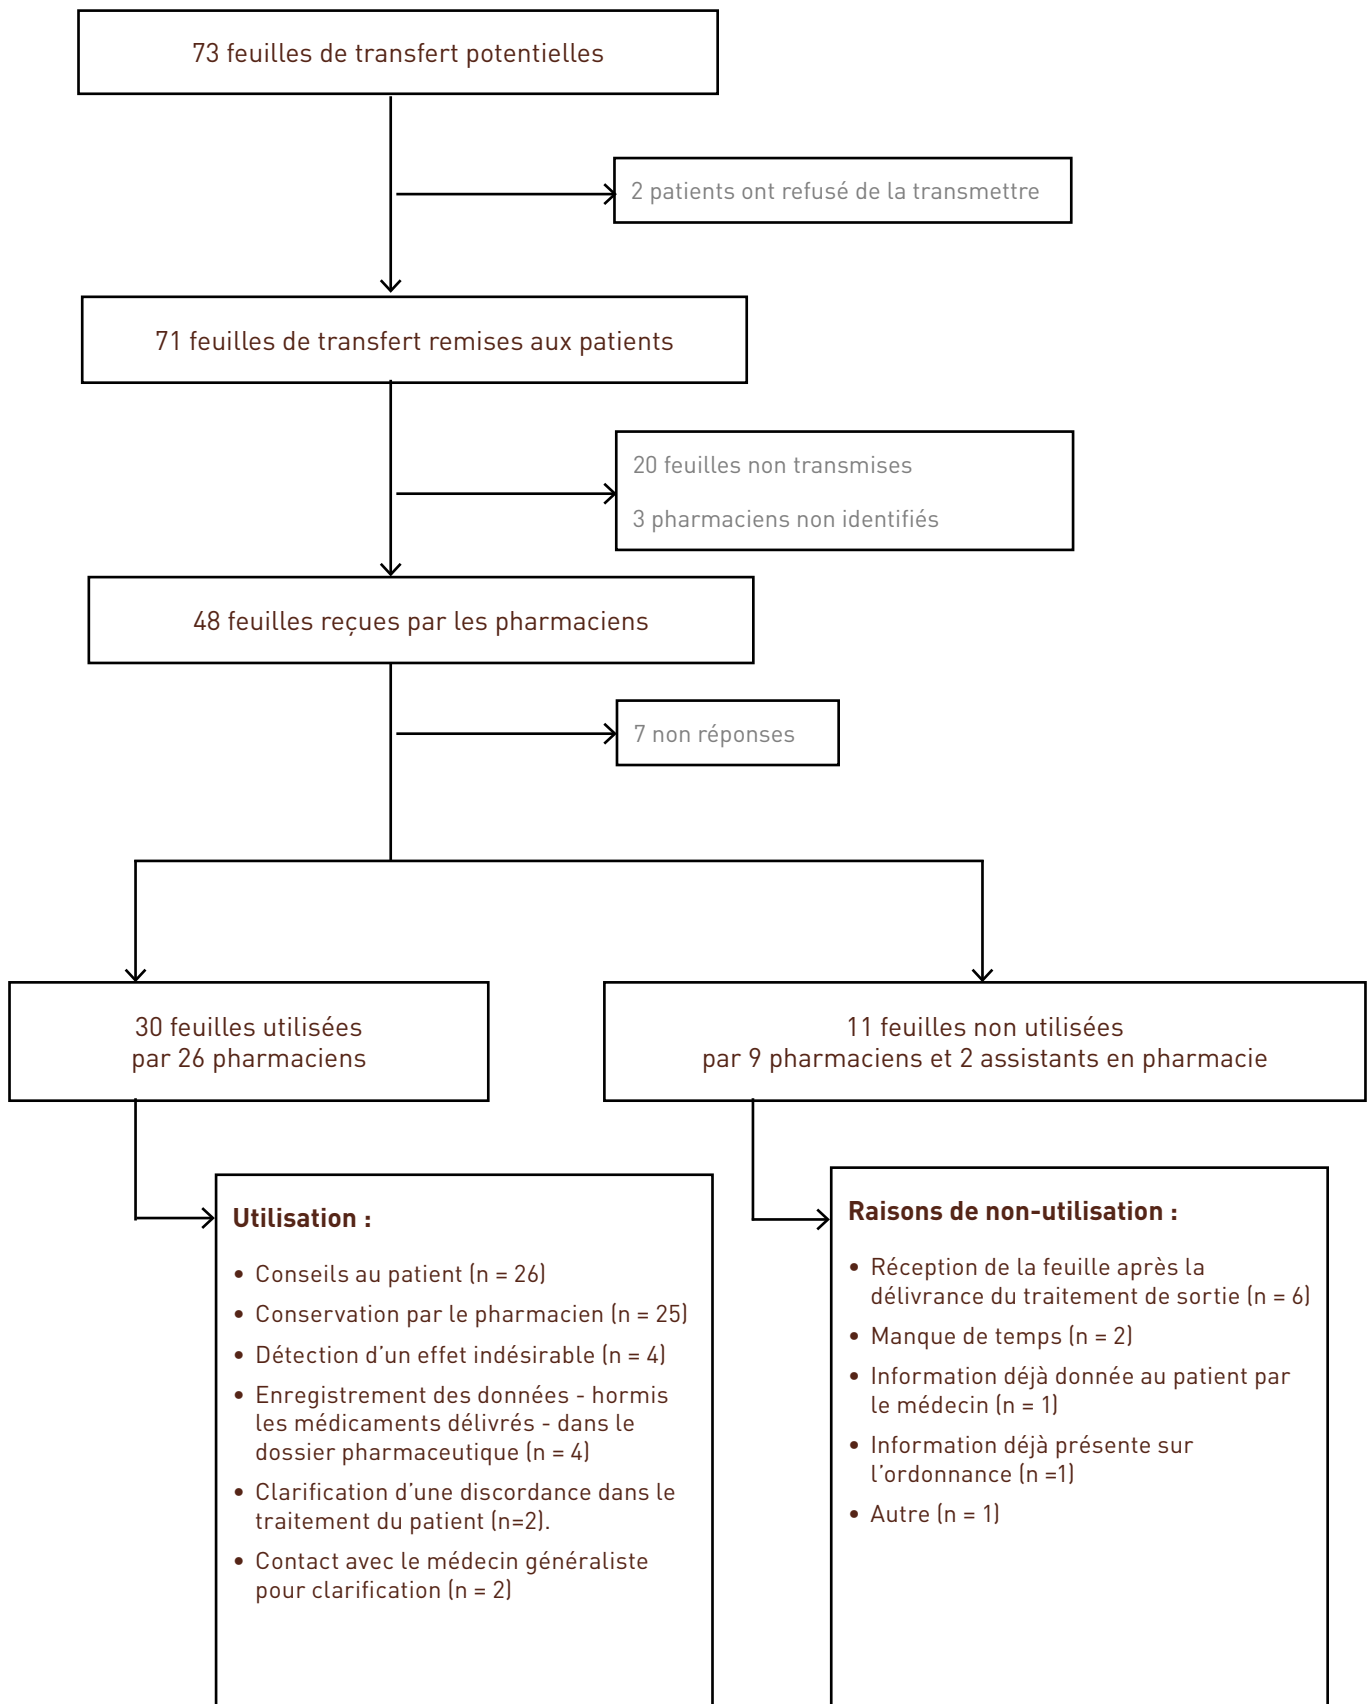 73 feuilles de transfert potentielles
2 patients ont refusé de la transmettre
71 feuilles de transfert remises aux patients
20 feuilles non transmises
3 pharmaciens non identifiés
48 feuilles reçues par les pharmaciens
7 non réponses
30 feuilles utilisées
par 26 pharmaciens
11 feuilles non utilisées
par 9 pharmaciens et 2 assistants en pharmacie
Utilisation :
• Conseils au patient (n = 26)
• Conservation par le pharmacien (n = 25)
• Détection d’un effet indésirable (n = 4)
• Enregistrement des données - hormis
les médicaments délivrés - dans le
dossier pharmaceutique (n = 4)
• Clarification d’une discordance dans le
traitement du patient (n=2).
• Contact avec le médecin généraliste
pour clarification (n = 2)
Raisons de non-utilisation :
• Réception de la feuille après la
délivrance du traitement de sortie (n = 6)
• Manque de temps (n = 2)
• Information déjà donnée au patient par
le médecin (n = 1)
• Information déjà présente sur
l’ordonnance (n =1)
• Autre (n = 1)